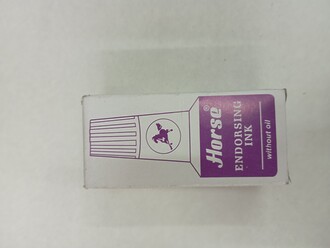 Horse®
ENDORSING
INK
without oil